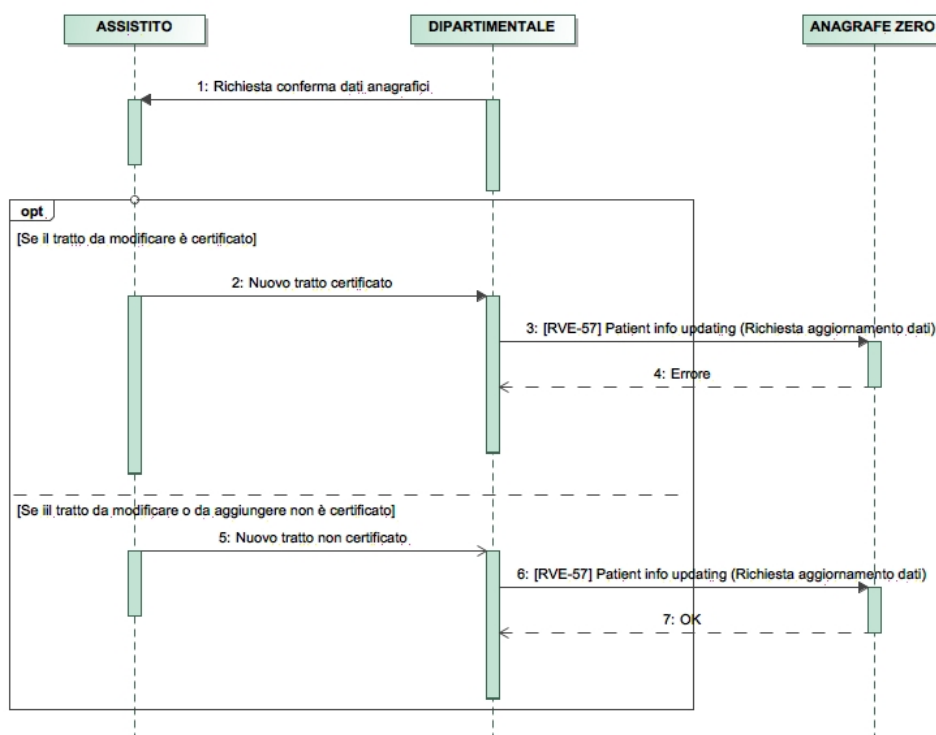 ASSISTITO
DIPARTIMENTALE
ANAGRAFE ZERO
1: Richiesta conferma dati anagrafici
opt
[Se il tratto da modificare è certificato]
2: Nuovo tratto certificato
3: [RVE-57] Patient info updating (Richiesta aggiornamento dati)
4: Errore
[Se iil tratto da modificare o da aggiungere non è certificato]
5: Nuovo tratto non certificato
6: [RVE-57] Patient info updating (Richiesta aggiornamento dati)
7: OK